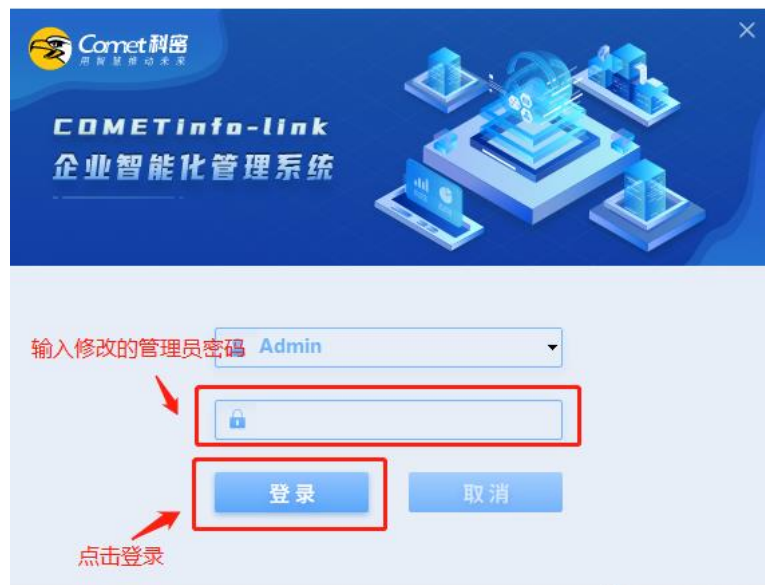 Comet科密
用智慧推动未来
COMETinfo-link
企业智能化管理系统
输入修改的管理员密码
Admin
登录
取消
点击登录